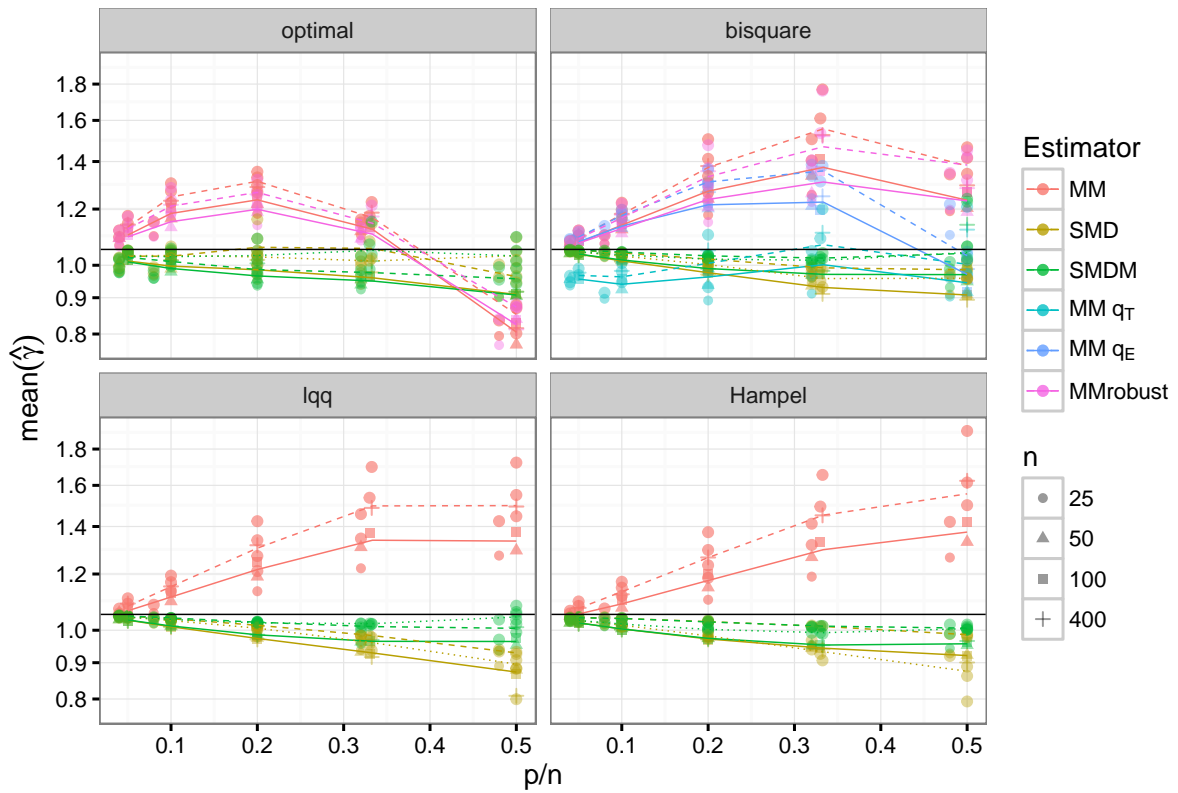 optimal
bisquare
lqq
Hampel
1.8
1.6
1.4
1.2
1.0
0.9
0.8
1.8
1.6
1.4
1.2
1.0
0.9
0.8
mean(γ̂)
0.1 0.2 0.3 0.4 0.5
0.1 0.2 0.3 0.4 0.5
p/n
Estimator
MM
SMD
SMDM
MM qT
MM qE
MMrobust
n
25
50
100
400